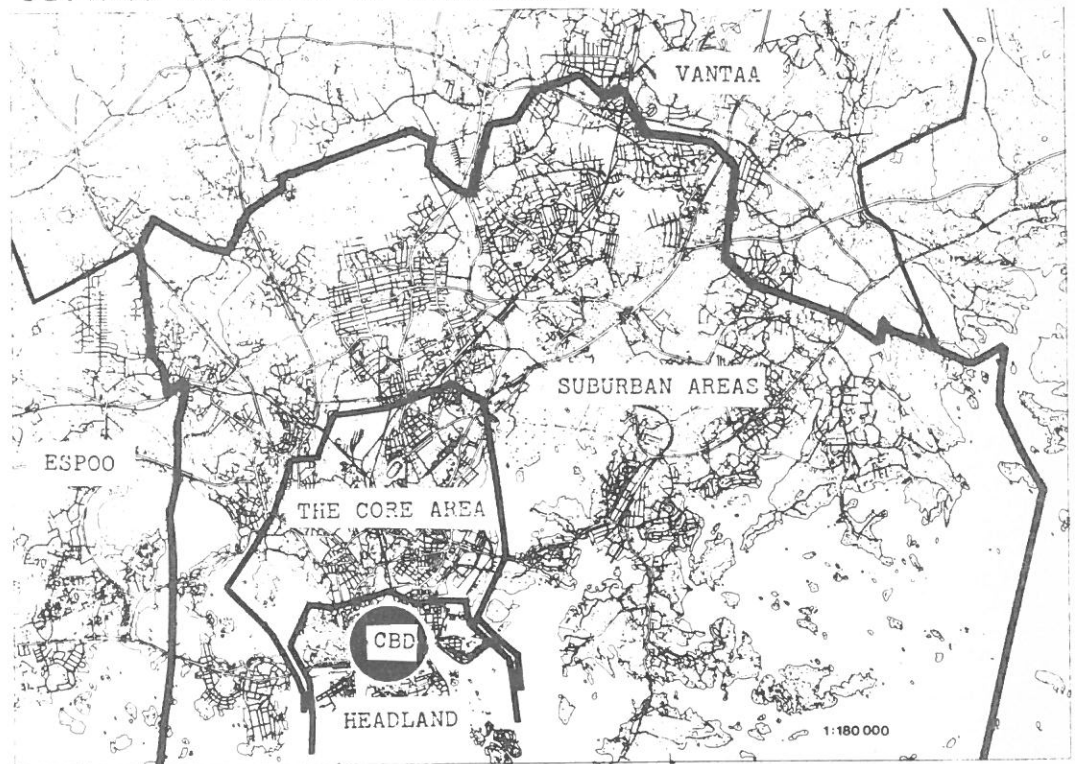 VANTAA
SUBURBAN AREAS
ESPOO
THE CORE AREA
CBD
HEADLAND
1:180 000